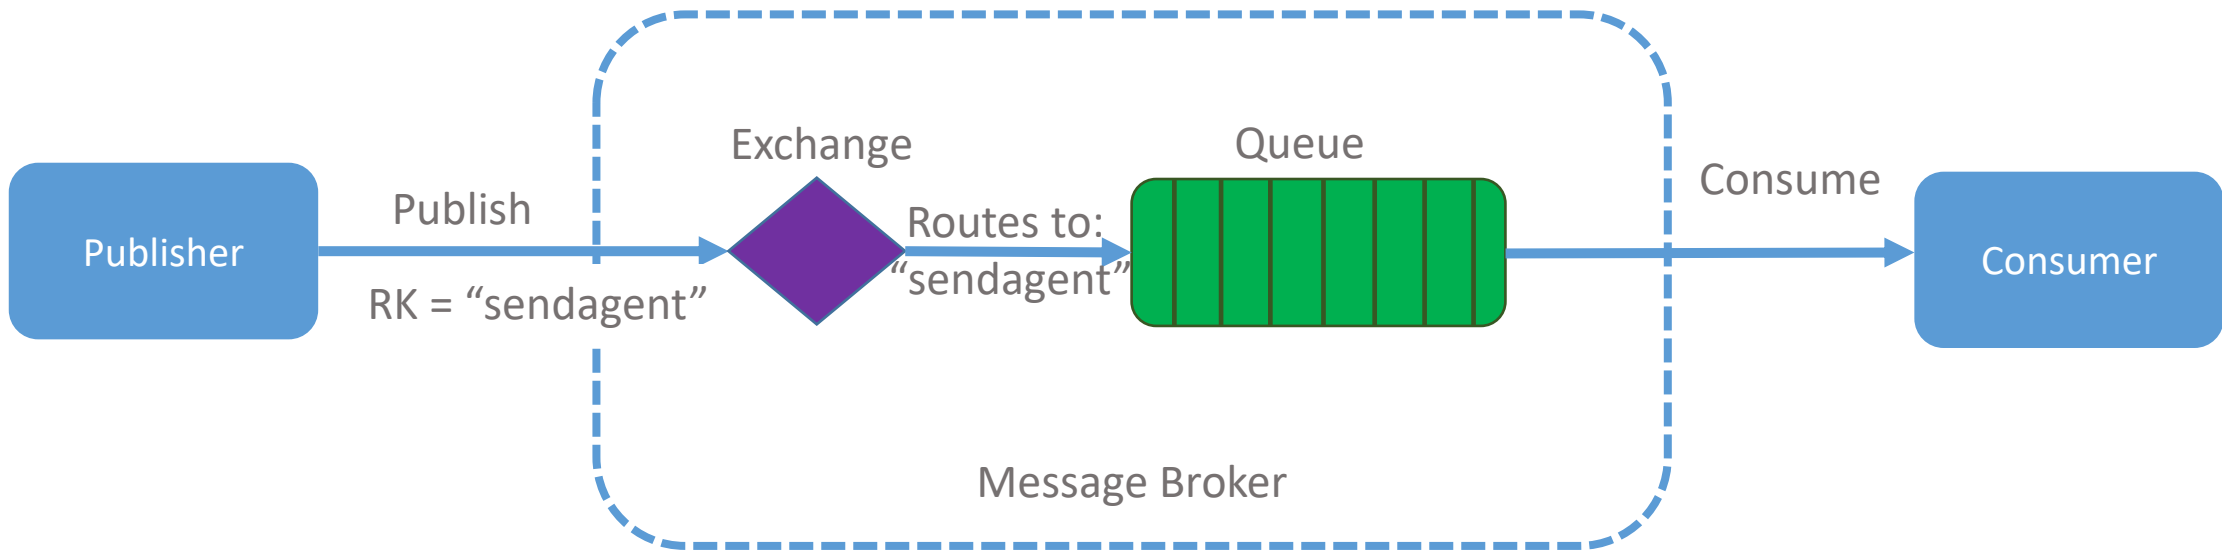 Publisher
Publish
RK = “sendagent”
Exchange
Routes to:
“sendagent”
Queue
Message Broker
Consume
Consumer